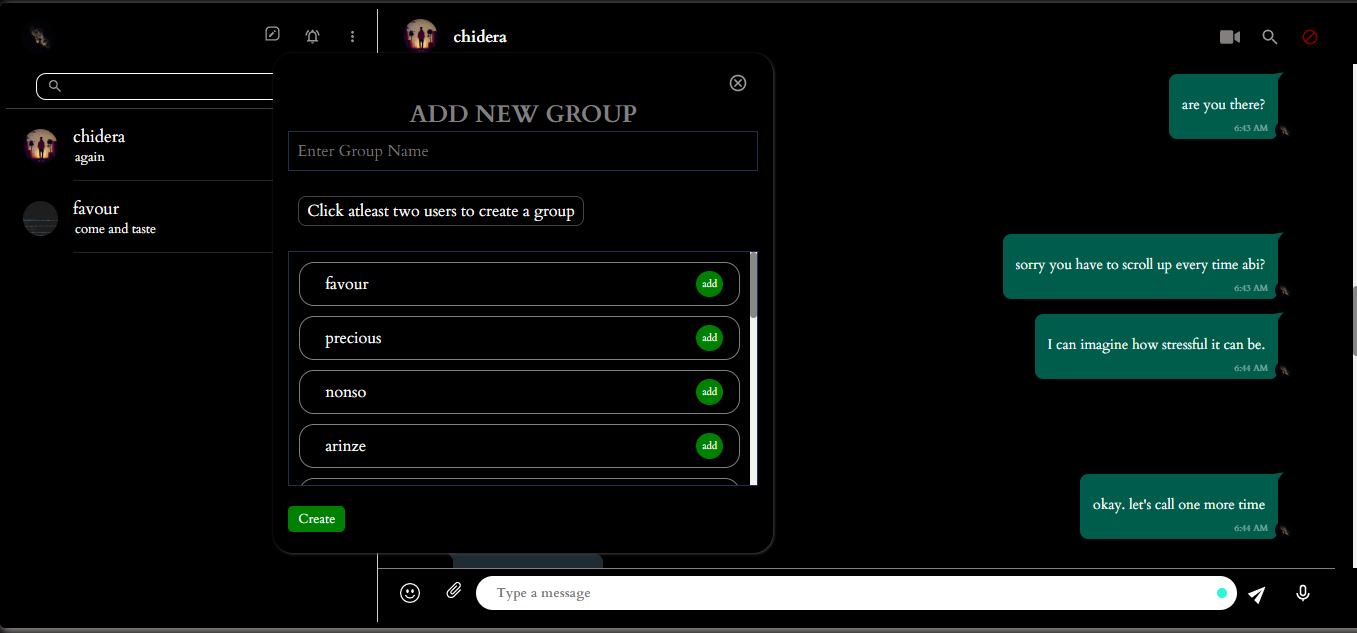 chidera
again
favour
come and taste
ADD NEW GROUP
Enter Group Name
Click atleast two users to create a group
favour
add
precious
add
nonso
add
arinze
add
Create
chidera
are you there?
6:43 AM
sorry you have to scroll up every time abi?
6:43 AM
I can imagine how stressful it can be.
6:44 AM
okay. let's call one more time
6:44 AM
Type a message